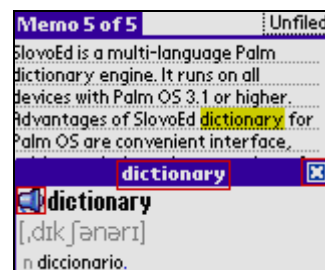 Memo 5 of 5 Unfiled
SlovoEd is a multi-language Palm
dictionary engine. It runs on all
devices with Palm OS 3.1 or higher.
Advantages of SlovoEd dictionary for
Palm OS are convenient interface,
dictionary
dictionary
[ˌdɪkʃənərɪ]
n diccionario.